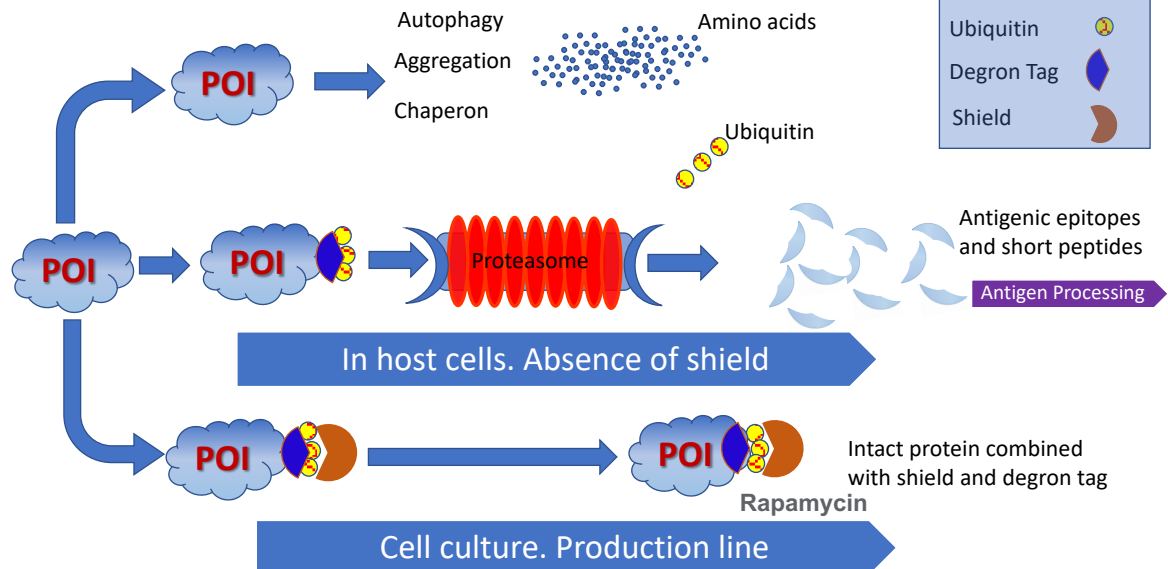 Autophagy
Amino acids
POI
Aggregation
Chaperon
Ubiquitin
Ubiquitin
Degron Tag
Shield
POI
POI
Proteasome
Antigenic epitopes
and short peptides
Antigen Processing
In host cells. Absence of shield
POI
POI
Intact protein combined
with shield and degron tag
Rapamycin
Cell culture. Production line